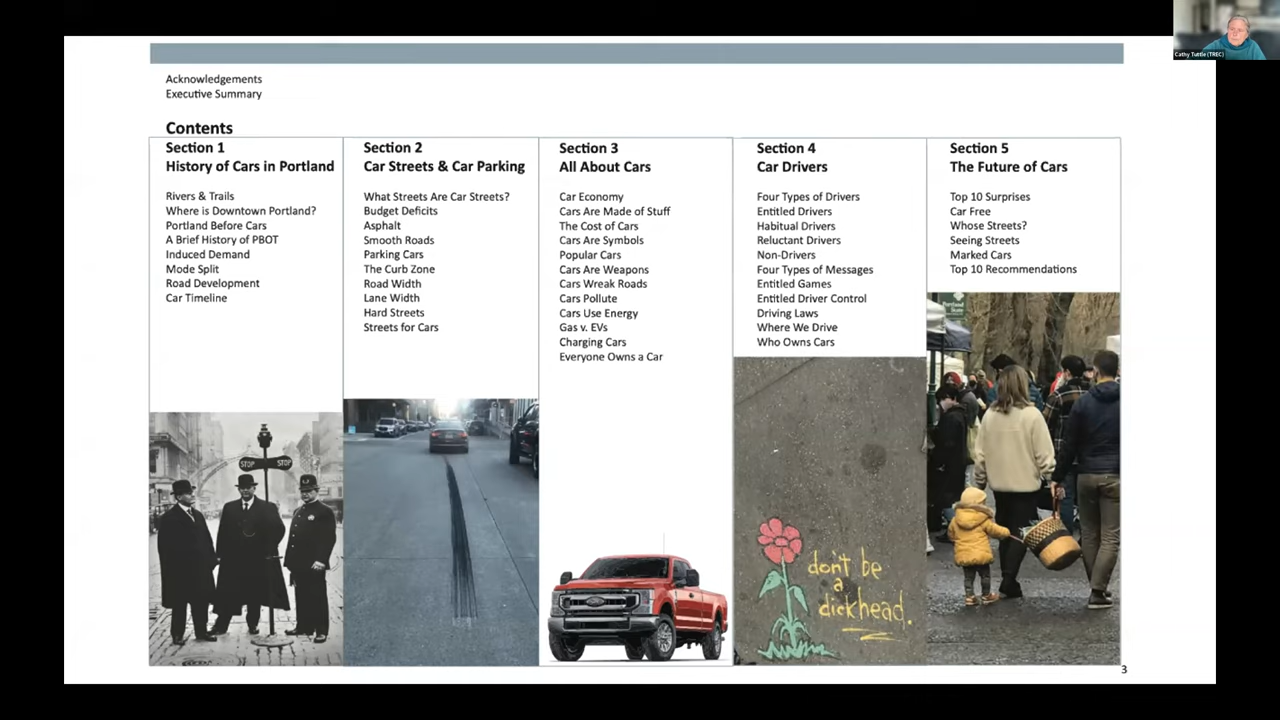 Cathy Tuttle (TREC)
Acknowledgements
Executive Summary
Contents
Section 1
History of Cars in Portland
Rivers & Trails
Where is Downtown Portland?
Portland Before Cars
A Brief History of PBOT
Induced Demand
Mode Split
Road Development
Car Timeline
STOP STOP
Section 2
Car Streets & Car Parking
What Streets Are Car Streets?
Budget Deficits
Asphalt
Smooth Roads
Parking Cars
The Curb Zone
Road Width
Lane Width
Hard Streets
Streets for Cars
Section 3
All About Cars
Car Economy
Cars Are Made of Stuff
The Cost of Cars
Cars Are Symbols
Popular Cars
Cars Are Weapons
Cars Wreak Roads
Cars Pollute
Cars Use Energy
Gas v. EVs
Charging Cars
Everyone Owns a Car
Section 4
Car Drivers
Four Types of Drivers
Entitled Drivers
Habitual Drivers
Reluctant Drivers
Non-Drivers
Four Types of Messages
Entitled Games
Entitled Driver Control
Driving Laws
Where We Drive
Who Owns Cars
don't be
a
dickhead.
Section 5
The Future of Cars
Top 10 Surprises
Car Free
Whose Streets?
Seeing Streets
Marked Cars
Top 10 Recommendations
Portland
State
3